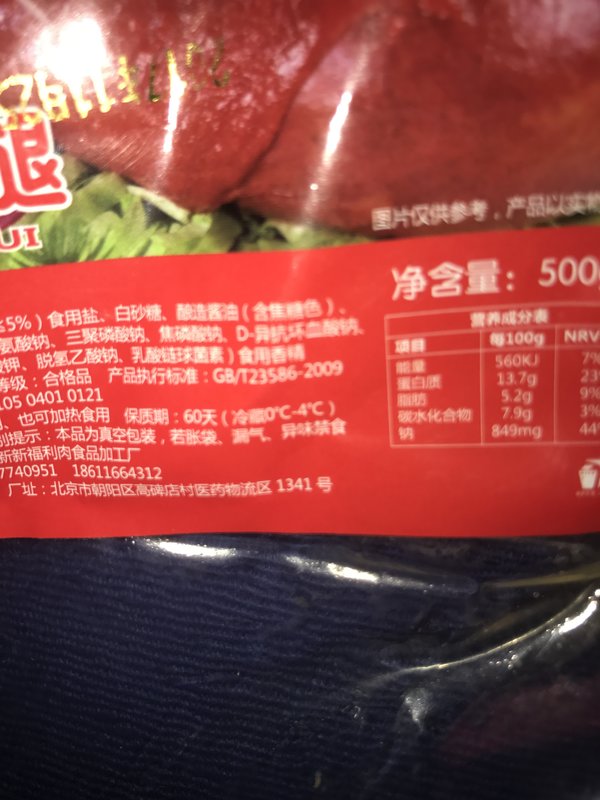 腿
UI
图片仅供参考，产品以实物
净含量：500g
≤5%）食用盐、白砂糖、酿造酱油（含焦糖色）、
氨酸钠、三聚磷酸钠、焦磷酸钠、D-异抗坏血酸钠、
钾、脱氢乙酸钠、乳酸链球菌素）食用香精
等级：合格品 产品执行标准：GB/T23586-2009
105 0401 0121
、也可加热食用 保质期：60天（冷藏0℃-4℃）
别提示：本品为真空包装，若胀袋、漏气、异味禁食
新新福利肉食品加工厂
7740951 18611664312
厂址：北京市朝阳区高碑店村医药物流区 1341 号
营养成分表
项目 每100g NRV
能量 560KJ 7%
蛋白质 13.7g 23
脂肪 5.2g 9%
碳水化合物 7.9g 3%
钠 849mg 44